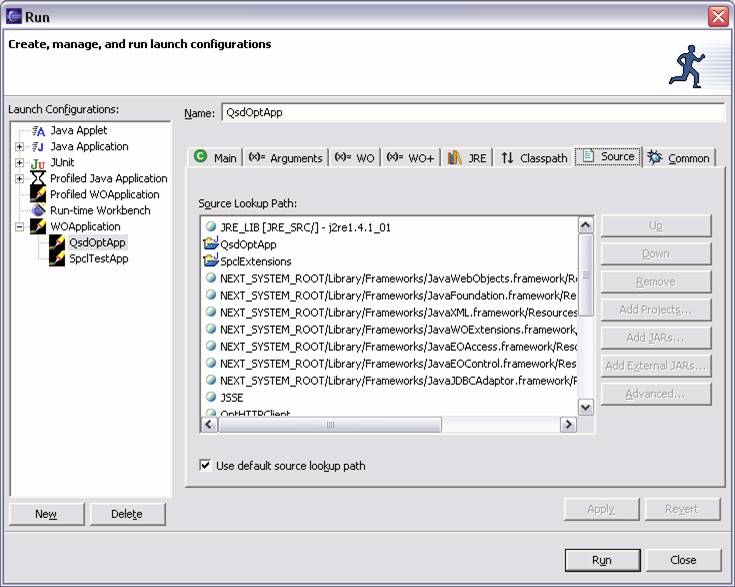 Run
Create, manage, and run launch configurations
Launch Configurations:
Java Applet
Java Application
JUnit
Profiled Java Application
Profiled WOApplication
Run-time Workbench
WOApplication
QsdOptApp
SpclTestApp
New
Delete
Name: QsdOptApp
Main (x)= Arguments (x)= WO (x)= WO+ JRE Classpath Source Common
Source Lookup Path:
JRE_LIB [JRE_SRC/] - j2re1.4.1_01
QsdOptApp
SpclExtensions
NEXT_SYSTEM_ROOT/Library/Frameworks/JavaWebObjects.framework/R
NEXT_SYSTEM_ROOT/Library/Frameworks/JavaFoundation.framework/Re
NEXT_SYSTEM_ROOT/Library/Frameworks/JavaXML.framework/Resources
NEXT_SYSTEM_ROOT/Library/Frameworks/JavaWOExtensions.framework,
NEXT_SYSTEM_ROOT/Library/Frameworks/JavaEOAccess.framework/Reso
NEXT_SYSTEM_ROOT/Library/Frameworks/JavaEOControl.framework/Res
NEXT_SYSTEM_ROOT/Library/Frameworks/JavaJDBCAdaptor.framework/F
JSSE
OptHTTPClient
Up
Down
Remove
Add Projects...
Add JARs...
Add External JARs...
Advanced...
Use default source lookup path
Apply
Revert
Run
Close